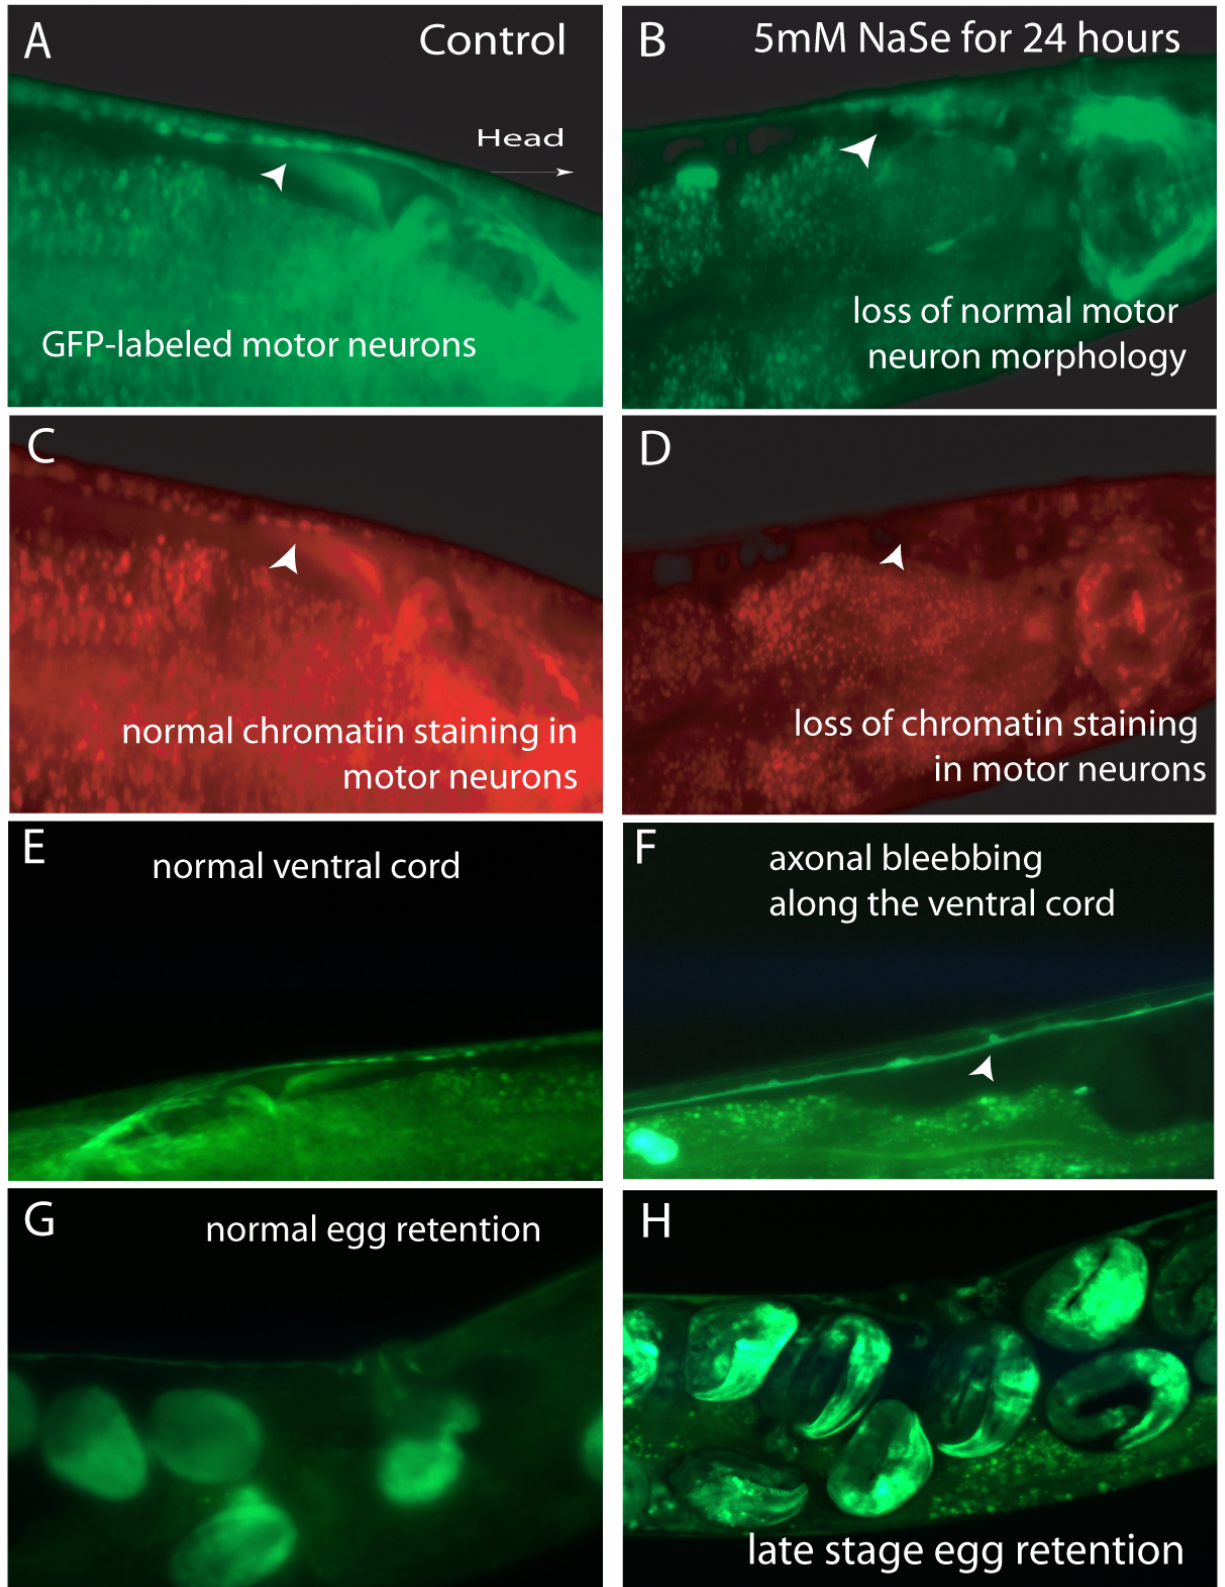 A
Control
Head
GFP-labeled motor neurons
B
5mM NaSe for 24 hours
loss of normal motor
neuron morphology
C
normal chromatin staining in
motor neurons
D
loss of chromatin staining
in motor neurons
E
normal ventral cord
F
axonal bleebbing
along the ventral cord
G
normal egg retention
H
late stage egg retention